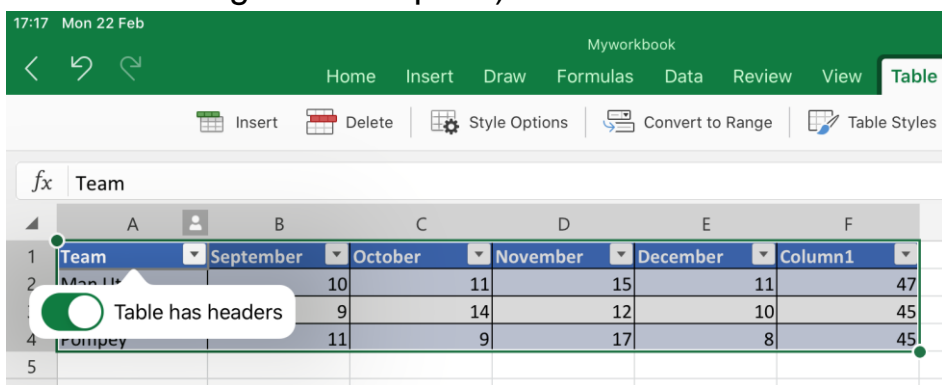 17:17 Mon 22 Feb
Myworkbook
Home Insert Draw Formulas Data Review View Table
Insert Delete Style Options Convert to Range Table Styles
fx Team
A B C D E F
1 Team September October November December Column1
2 10 11 15 11 47
Table has headers 9 14 12 10 45
4 Pompey 11 9 17 8 45
5